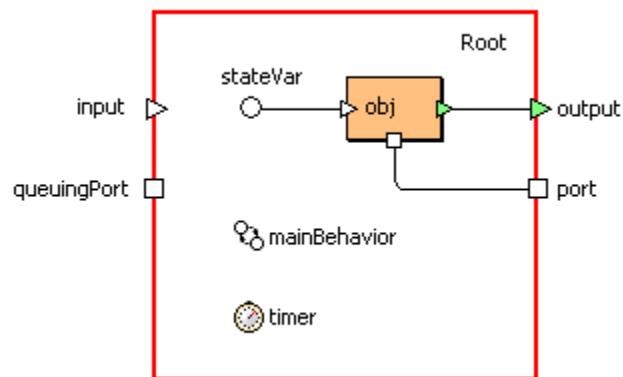 Root
stateVar
input
obj
output
queuingPort
port
mainBehavior
timer